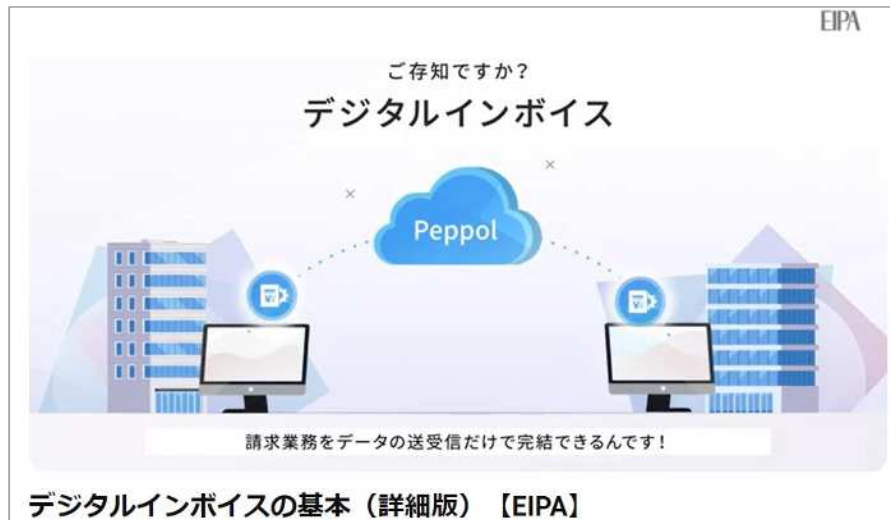 EIPA
ご存知ですか?
デジタルインボイス
Peppol
請求業務をデータの送受信だけで完結できるんです!
デジタルインボイスの基本（詳細版）【EIPA】